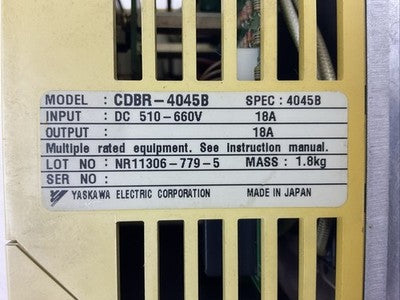 MODEL : CDBR-4045B SPEC: 4045B
INPUT : DC 510-660V 18A
OUTPUT : 18A
Multiple rated equipment. See instruction manual.
LOT NO : NR11306-779-5 MASS: 1.8kg
SER NO :
YASKAWA ELECTRIC CORPORATION MADE IN JAPAN